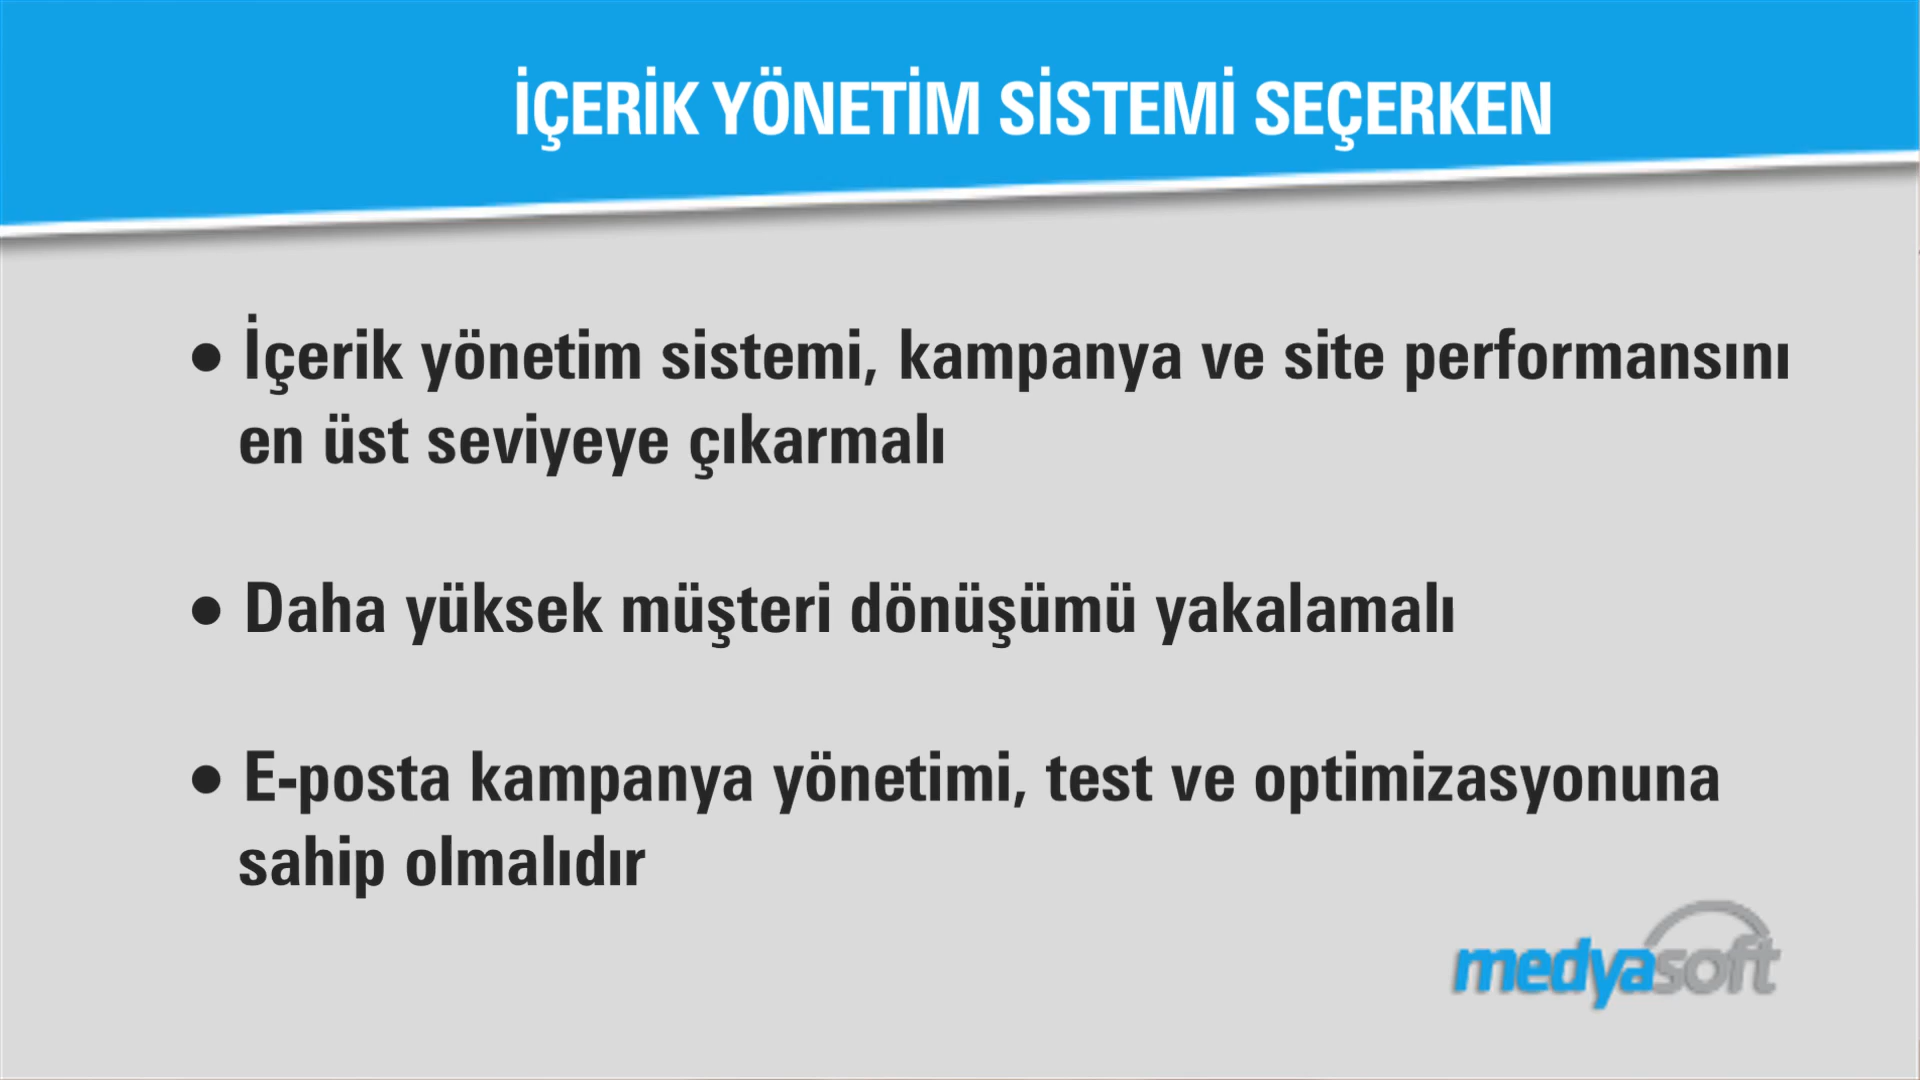 İÇERİK YÖNETİM SİSTEMİ SEÇERKEN
• İçerik yönetim sistemi, kampanya ve site performansını
en üst seviyeye çıkarmalı
• Daha yüksek müşteri dönüşümü yakalamalı
• E-posta kampanya yönetimi, test ve optimizasyonuna
sahip olmalıdır
medyasoft